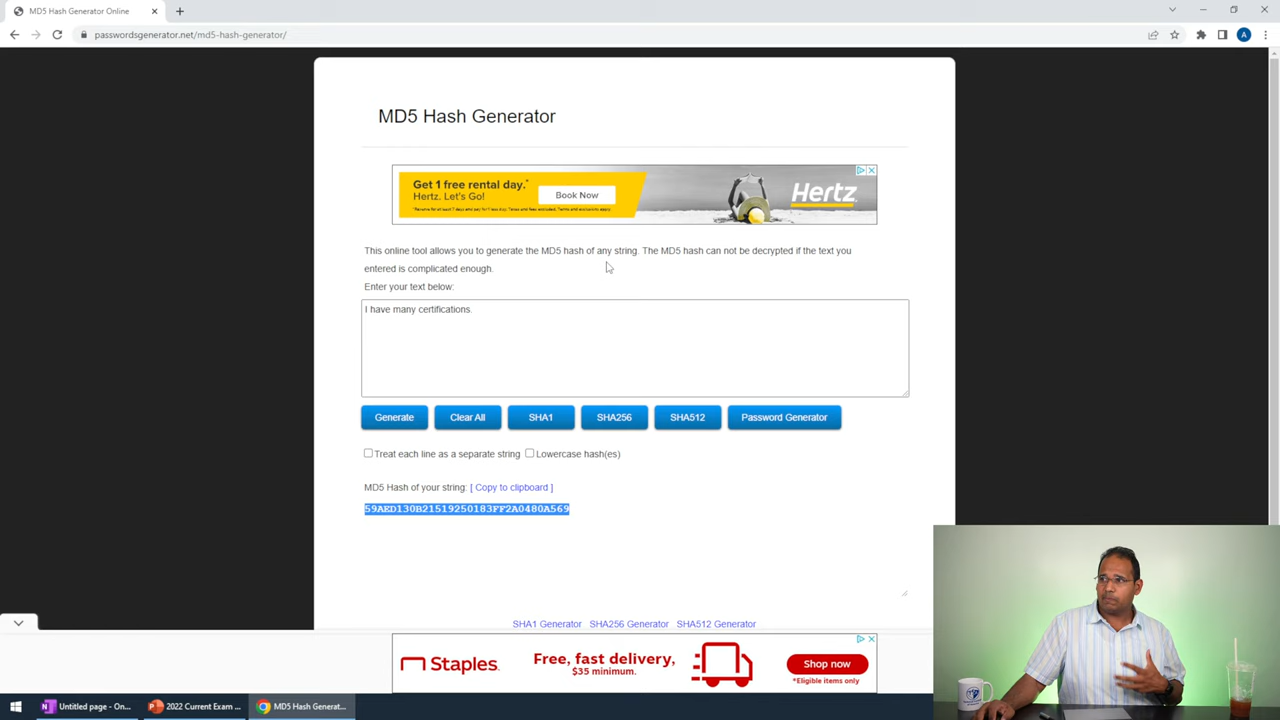 MD5 Hash Generator Online
passwordsgenerator.net/md5-hash-generator/
A
MD5 Hash Generator
Get 1 free rental day.*
Hertz. Let's Go!
Book Now
Hertz
This online tool allows you to generate the MD5 hash of any string. The MD5 hash can not be decrypted if the text you
entered is complicated enough.
Enter your text below:
I have many certifications.
Generate
Clear All
SHA1
SHA256
SHA512
Password Generator
Treat each line as a separate string
Lowercase hash(es)
MD5 Hash of your string: [ Copy to clipboard ]
59AED130B21519250183FF2A0480A569
SHA1 Generator
SHA256 Generator
SHA512 Generator
Staples.
Free, fast delivery,
$35 minimum.
Shop now
*Eligible items only
Untitled page - On...
2022 Current Exam ...
MD5 Hash Generat...